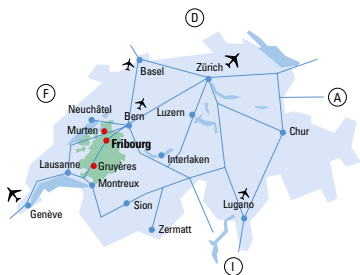 D
Zürich
Basel
F
A
Neuchâtel
Bern
Luzern
Murten
Fribourg
Chur
Lausanne
Gruyères
Interlaken
Montreux
Genève
Sion
Lugano
Zermatt
I